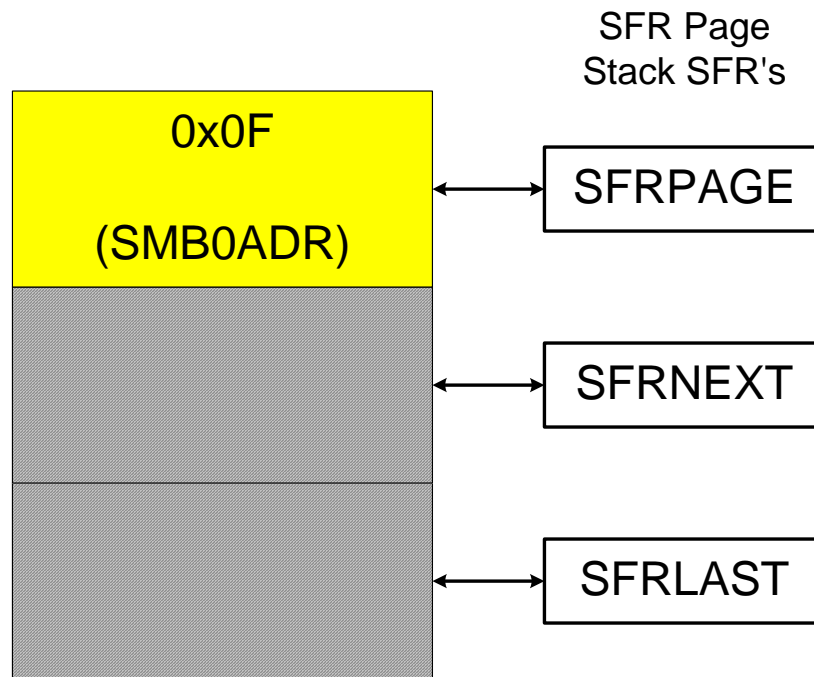 SFR Page
Stack SFR's
0x0F
(SMB0ADR)
SFRPAGE
SFRNEXT
SFRLAST